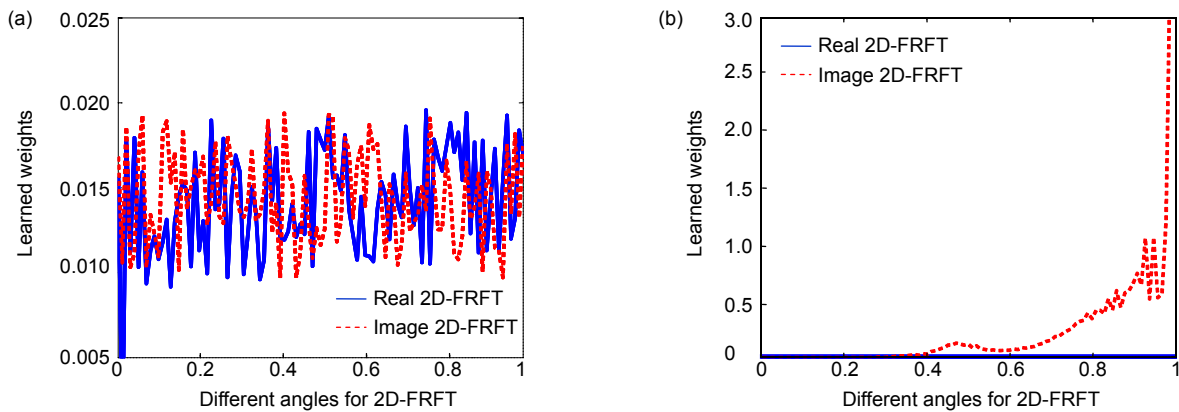 (a)
0.025
0.020
0.015
0.010
0.005
Learned weights
Real 2D-FRFT
Image 2D-FRFT
0 0.2 0.4 0.6 0.8 1
Different angles for 2D-FRFT
(b)
3.0
2.5
2.0
1.5
1.0
0.5
0
Learned weights
Real 2D-FRFT
Image 2D-FRFT
0 0.2 0.4 0.6 0.8 1
Different angles for 2D-FRFT